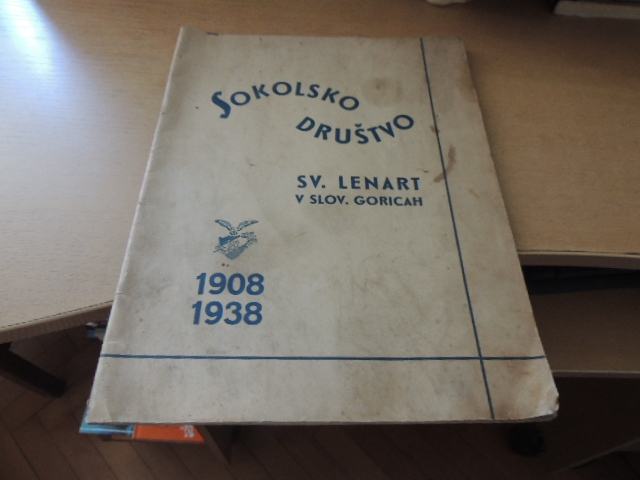 SOKOLSKO
DRUŠTVO
SV. LENART
V SLOV. GORICAH
1908
1938